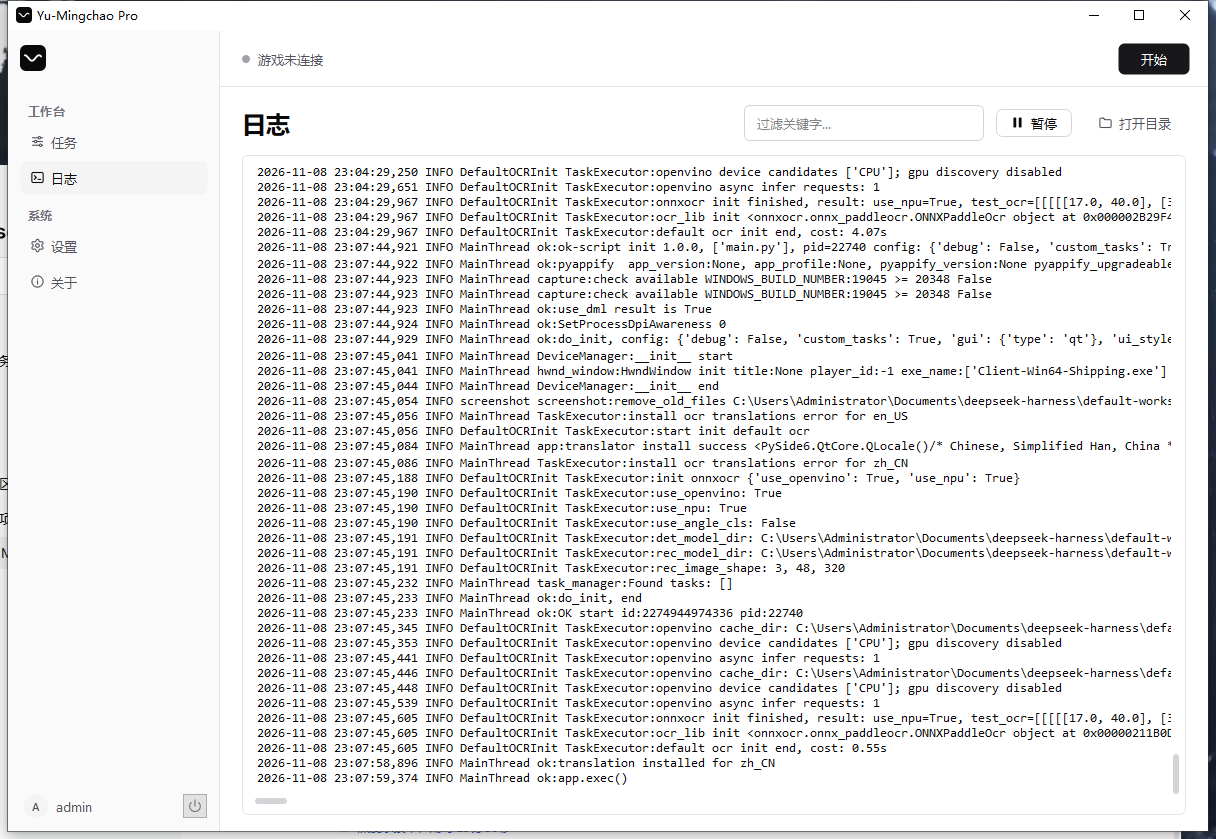 Yu-Mingchao Pro
游戏未连接
开始
工作台
任务
日志
系统
设置
关于
日志
过滤关键字...
暂停
打开目录
2026-11-08 23:04:29,250 INFO DefaultOCRInit TaskExecutor:openvino device candidates ['CPU']; gpu discovery disabled
2026-11-08 23:04:29,651 INFO DefaultOCRInit TaskExecutor:openvino async infer requests: 1
2026-11-08 23:04:29,967 INFO DefaultOCRInit TaskExecutor:onnxocr init finished, result: use_npu=True, test_ocr=[[[[[17.0, 40.0], [3
2026-11-08 23:04:29,967 INFO DefaultOCRInit TaskExecutor:ocr_lib init <onnxocr.onnx_paddleocr.ONNXPaddleOcr object at 0x000002B29F4
2026-11-08 23:04:29,967 INFO DefaultOCRInit TaskExecutor:default ocr init end, cost: 4.07s
2026-11-08 23:07:44,921 INFO MainThread ok:ok-script init 1.0.0, ['main.py'], pid=22740 config: {'debug': False, 'custom_tasks': Tr
2026-11-08 23:07:44,922 INFO MainThread ok:pyappify  app_version:None, app_profile:None, pyappify_version:None pyappify_upgradeable
2026-11-08 23:07:44,923 INFO MainThread capture:check available WINDOWS_BUILD_NUMBER:19045 >= 20348 False
2026-11-08 23:07:44,923 INFO MainThread capture:check available WINDOWS_BUILD_NUMBER:19045 >= 20348 False
2026-11-08 23:07:44,923 INFO MainThread ok:use_dml result is True
2026-11-08 23:07:44,924 INFO MainThread ok:SetProcessDpiAwareness 0
2026-11-08 23:07:44,929 INFO MainThread ok:do_init, config: {'debug': False, 'custom_tasks': True, 'gui': {'type': 'qt'}, 'ui_style
2026-11-08 23:07:45,041 INFO MainThread DeviceManager:__init__ start
2026-11-08 23:07:45,041 INFO MainThread hwnd_window:HwndWindow init title:None player_id:-1 exe_name:['Client-Win64-Shipping.exe']
2026-11-08 23:07:45,044 INFO MainThread DeviceManager:__init__ end
2026-11-08 23:07:45,054 INFO screenshot screenshot:remove_old_files C:\Users\Administrator\Documents\deepseek-harness\default-works
2026-11-08 23:07:45,056 INFO MainThread TaskExecutor:install ocr translations error for en_US
2026-11-08 23:07:45,056 INFO DefaultOCRInit TaskExecutor:start init default ocr
2026-11-08 23:07:45,084 INFO MainThread app:translator install success <PySide6.QtCore.QLocale()/* Chinese, Simplified Han, China *
2026-11-08 23:07:45,086 INFO MainThread TaskExecutor:install ocr translations error for zh_CN
2026-11-08 23:07:45,188 INFO DefaultOCRInit TaskExecutor:init onnxocr {'use_openvino': True, 'use_npu': True}
2026-11-08 23:07:45,190 INFO DefaultOCRInit TaskExecutor:use_openvino: True
2026-11-08 23:07:45,190 INFO DefaultOCRInit TaskExecutor:use_npu: True
2026-11-08 23:07:45,190 INFO DefaultOCRInit TaskExecutor:use_angle_cls: False
2026-11-08 23:07:45,191 INFO DefaultOCRInit TaskExecutor:det_model_dir: C:\Users\Administrator\Documents\deepseek-harness\default-w
2026-11-08 23:07:45,191 INFO DefaultOCRInit TaskExecutor:rec_model_dir: C:\Users\Administrator\Documents\deepseek-harness\default-w
2026-11-08 23:07:45,191 INFO DefaultOCRInit TaskExecutor:rec_image_shape: 3, 48, 320
2026-11-08 23:07:45,232 INFO MainThread task_manager:Found tasks: []
2026-11-08 23:07:45,233 INFO MainThread ok:do_init, end
2026-11-08 23:07:45,233 INFO MainThread ok:OK start id:2274944974336 pid:22740
2026-11-08 23:07:45,345 INFO DefaultOCRInit TaskExecutor:openvino cache_dir: C:\Users\Administrator\Documents\deepseek-harness\defa
2026-11-08 23:07:45,353 INFO DefaultOCRInit TaskExecutor:openvino device candidates ['CPU']; gpu discovery disabled
2026-11-08 23:07:45,441 INFO DefaultOCRInit TaskExecutor:openvino async infer requests: 1
2026-11-08 23:07:45,446 INFO DefaultOCRInit TaskExecutor:openvino cache_dir: C:\Users\Administrator\Documents\deepseek-harness\defa
2026-11-08 23:07:45,448 INFO DefaultOCRInit TaskExecutor:openvino device candidates ['CPU']; gpu discovery disabled
2026-11-08 23:07:45,539 INFO DefaultOCRInit TaskExecutor:openvino async infer requests: 1
2026-11-08 23:07:45,605 INFO DefaultOCRInit TaskExecutor:onnxocr init finished, result: use_npu=True, test_ocr=[[[[[17.0, 40.0], [3
2026-11-08 23:07:45,605 INFO DefaultOCRInit TaskExecutor:ocr_lib init <onnxocr.onnx_paddleocr.ONNXPaddleOcr object at 0x00000211B0D
2026-11-08 23:07:45,605 INFO DefaultOCRInit TaskExecutor:default ocr init end, cost: 0.55s
2026-11-08 23:07:58,896 INFO MainThread ok:translation installed for zh_CN
2026-11-08 23:07:59,374 INFO MainThread ok:app.exec()
A
admin